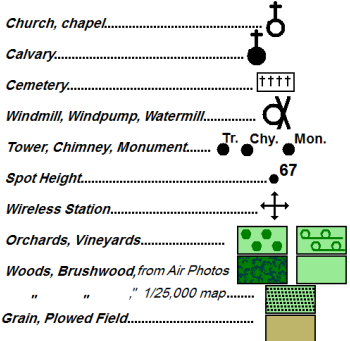 Church, chapel
Calvary
Cemetery
Windmill, Windpump, Watermill
Tr. Chy. Mon.
Tower, Chimney, Monument
Spot Height 67
Wireless Station
Orchards, Vineyards
Woods, Brushwood, from Air Photos
" " ," 1/25,000 map
Grain, Plowed Field